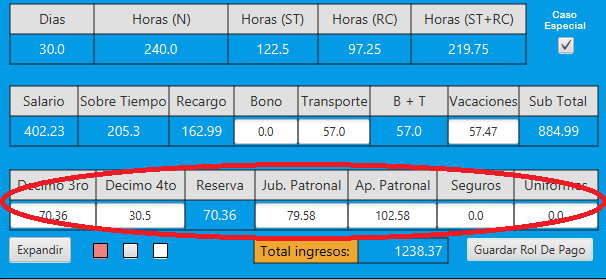 Dias Horas (N) Horas (ST) Horas (RC) Horas (ST+RC) Caso Especial
30.0 240.0 122.5 97.25 219.75
Salario Sobre Tiempo Recargo Bono Transporte B + T Vacaciones Sub Total
402.23 205.3 162.99 0.0 57.0 57.0 57.47 884.99
Decimo 3ro Decimo 4to Reserva Jub. Patronal Ap. Patronal Seguros Uniformes
70.36 30.5 70.36 79.58 102.58 0.0 0.0
Expandir Total ingresos: 1238.37 Guardar Rol De Pago